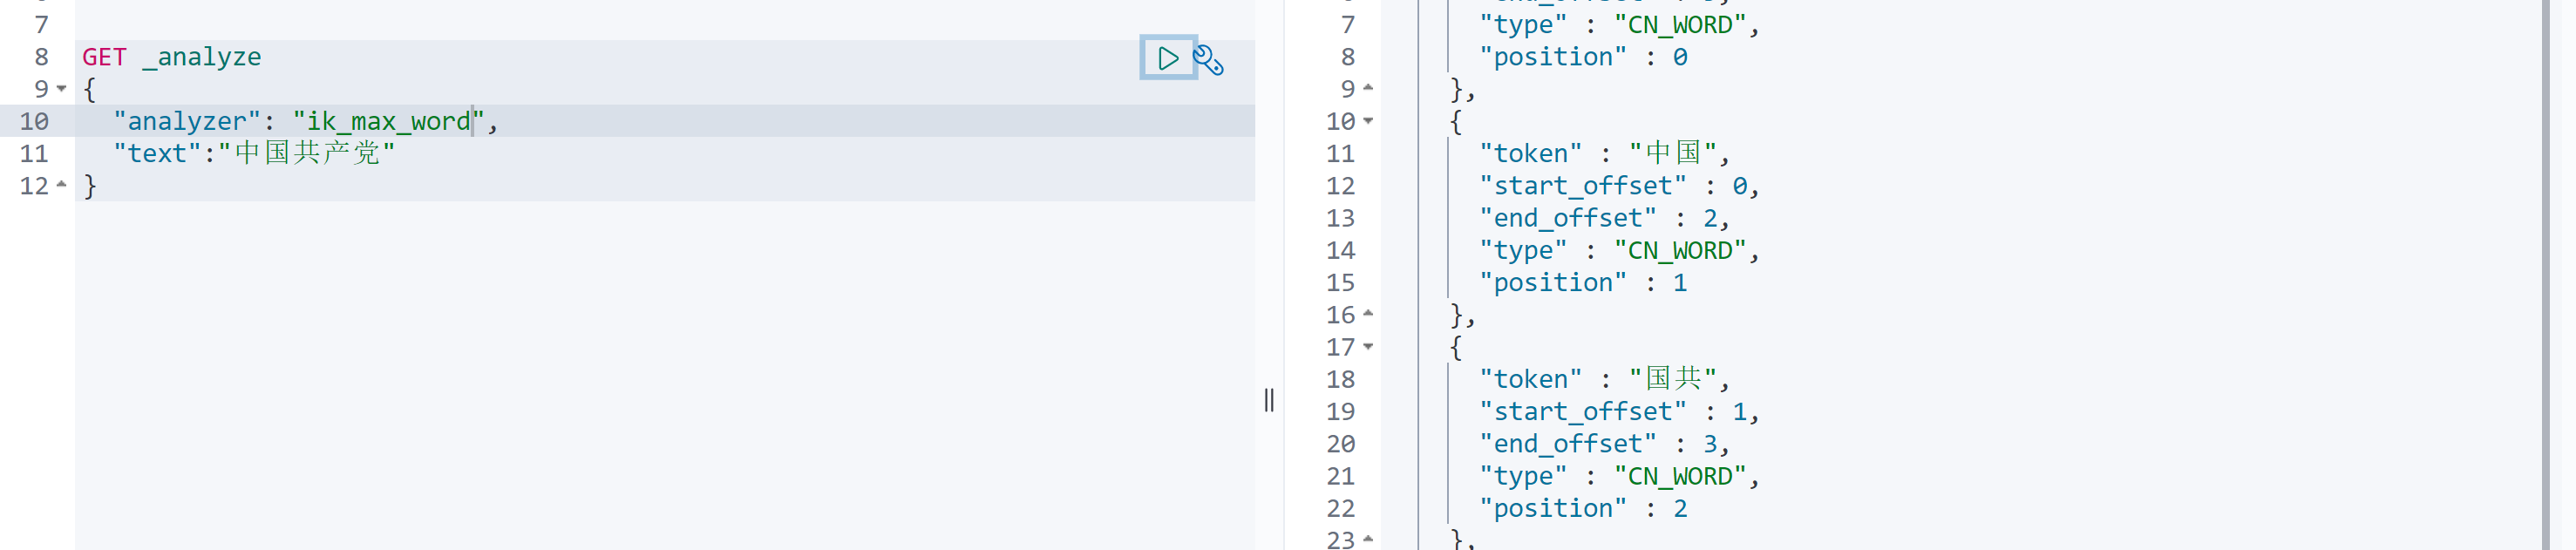 7
8 GET _analyze
9 {
10 "analyzer": "ik_max_word",
11 "text":"中国共产党"
12 }
7 "type" : "CN_WORD",
8 "position" : 0
9 },
10 {
11 "token" : "中国",
12 "start_offset" : 0,
13 "end_offset" : 2,
14 "type" : "CN_WORD",
15 "position" : 1
16 },
17 {
18 "token" : "国共",
19 "start_offset" : 1,
20 "end_offset" : 3,
21 "type" : "CN_WORD",
22 "position" : 2
23 },